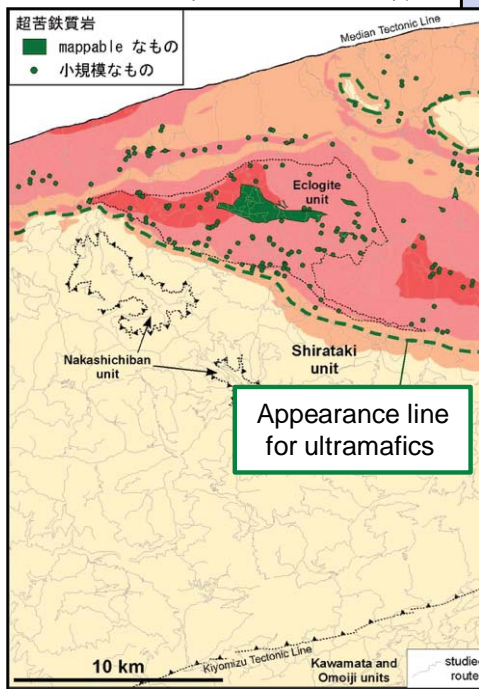 超苦鉄質岩
mappable なもの
小規模なもの
Median Tectonic Line
Eclogite
unit
Nakashichiban
unit
Shirataki
unit
Appearance line
for ultramafics
10 km
Kiyomizu Tectonic Line
Kawamata and
Omoiji units
studie
route